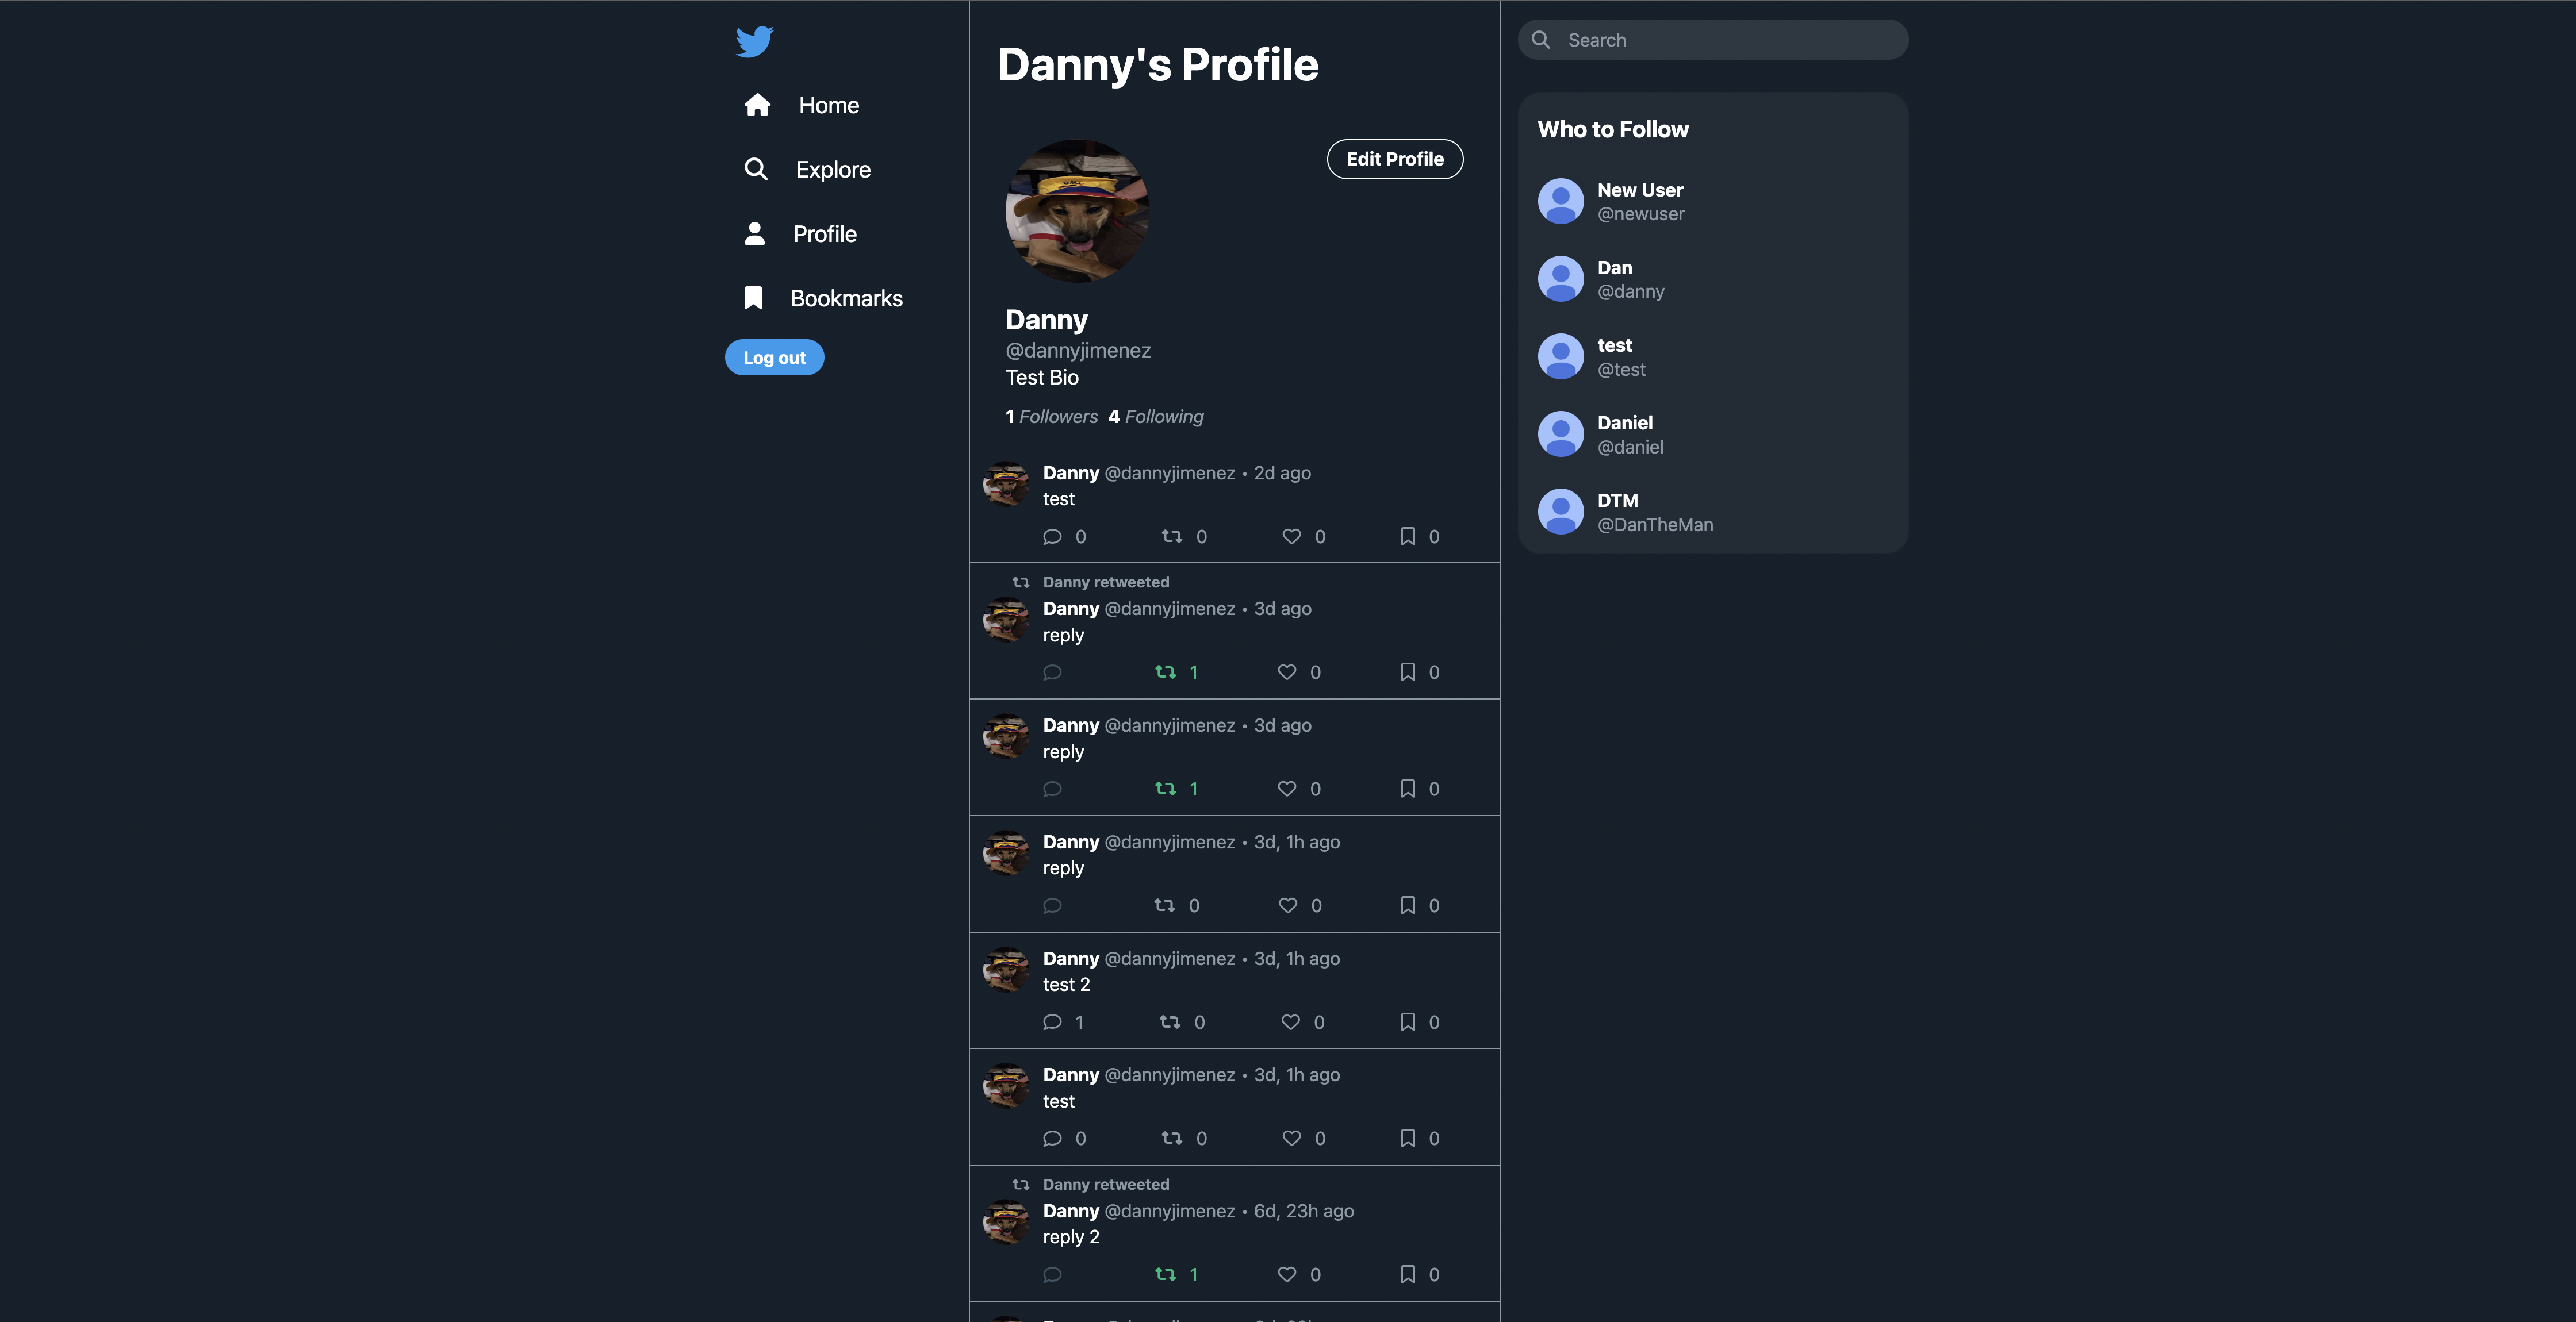 Home
Explore
Profile
Bookmarks
Log out
Danny's Profile
Edit Profile
Danny
@dannyjimenez
Test Bio
1 Followers 4 Following
Danny @dannyjimenez • 2d ago
test
0 0 0 0
Danny retweeted
Danny @dannyjimenez • 3d ago
reply
1 0 0
Danny @dannyjimenez • 3d ago
reply
1 0 0
Danny @dannyjimenez • 3d, 1h ago
reply
0 0 0
Danny @dannyjimenez • 3d, 1h ago
test 2
1 0 0 0
Danny @dannyjimenez • 3d, 1h ago
test
0 0 0 0
Danny retweeted
Danny @dannyjimenez • 6d, 23h ago
reply 2
1 0 0
Search
Who to Follow
New User
@newuser
Dan
@danny
test
@test
Daniel
@daniel
DTM
@DanTheMan